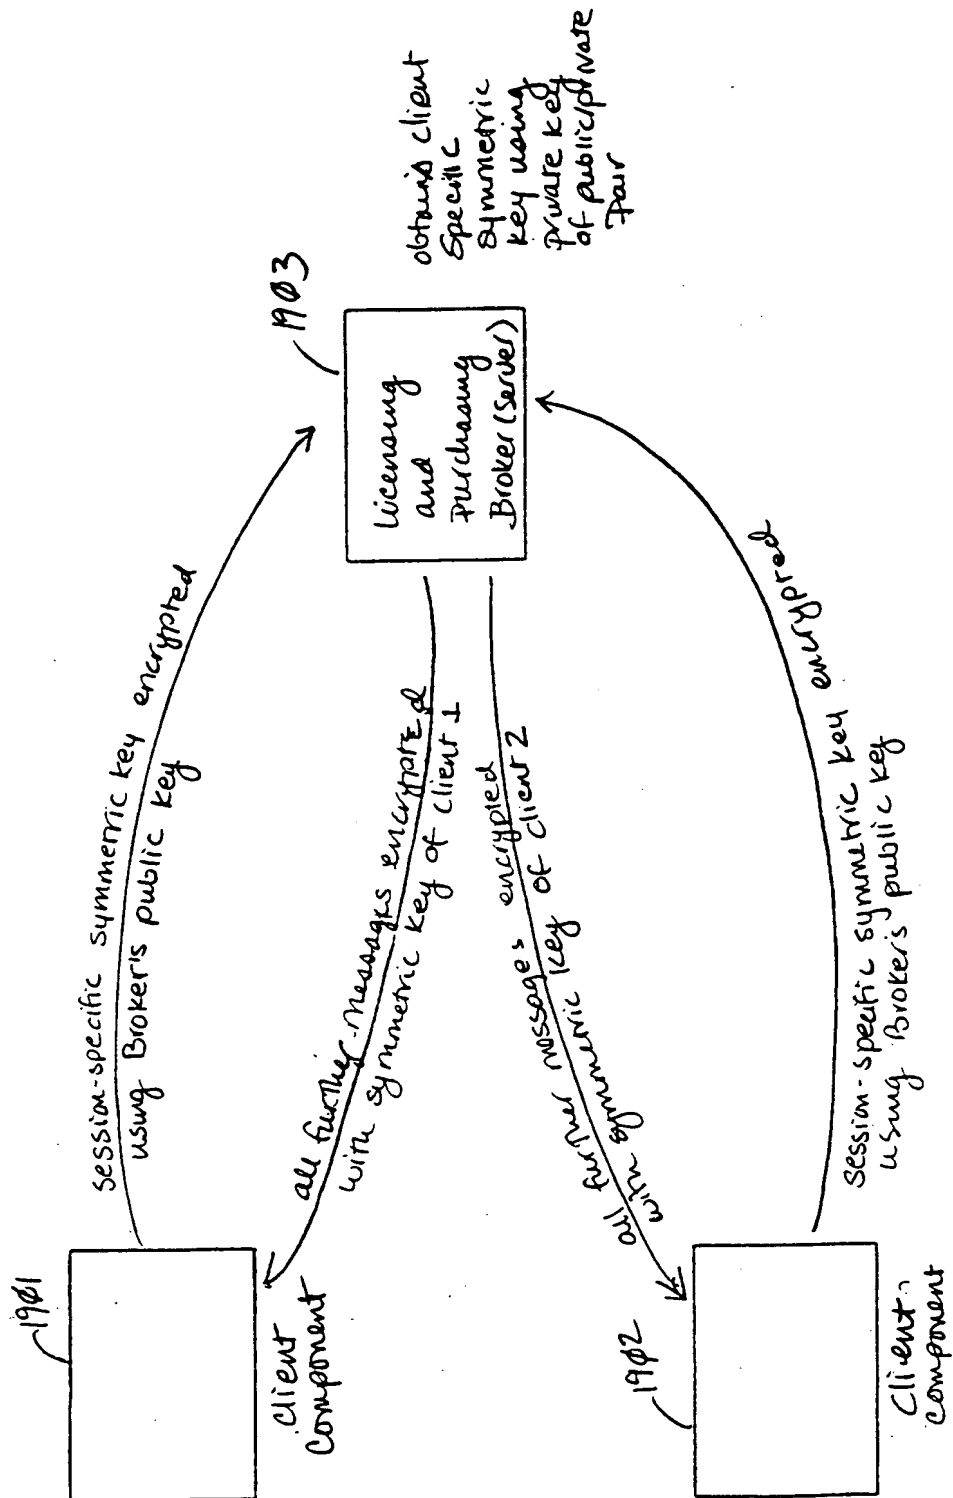 1901
Client
Component
session-specific symmetric key encrypted
using Broker's public key
all further messages encrypted
with symmetric key of client 1
1903
Licensing
and
Purchasing
Broker (Server)
obtains client
specific
symmetric
key using
private key
of public/private
Pair
all further messages encrypted
with symmetric key of client 2
1902
Client
component
session-specific symmetric key encrypted
using Broker's public key